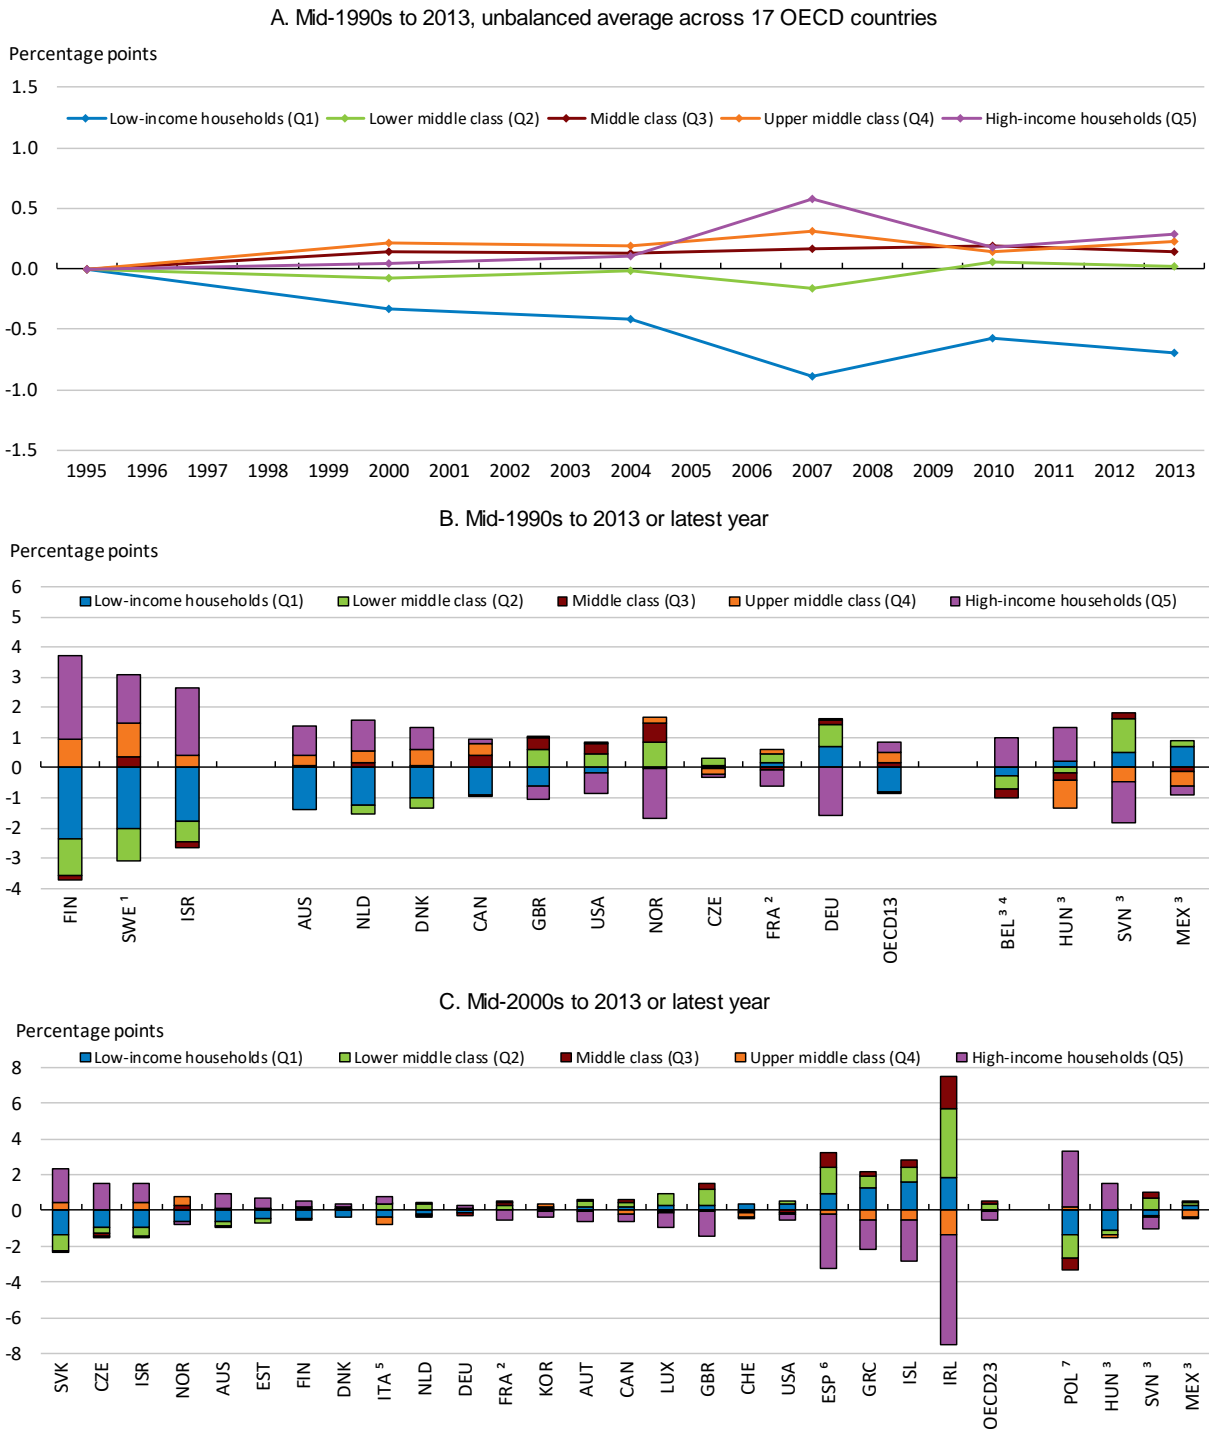 A. Mid-1990s to 2013, unbalanced average across 17 OECD countries
Percentage points
1.5
Low-income households (Q1) Lower middle class (Q2) Middle class (Q3) Upper middle class (Q4) High-income households (Q5)
1.0
0.5
0.0
-0.5
-1.0
-1.5
1995 1996 1997 1998 1999 2000 2001 2002 2003 2004 2005 2006 2007 2008 2009 2010 2011 2012 2013
B. Mid-1990s to 2013 or latest year
Percentage points
6
Low-income households (Q1) Lower middle class (Q2) Middle class (Q3) Upper middle class (Q4) High-income households (Q5)
5
4
3
2
1
0
-1
-2
-3
-4
FIN SWE ¹ ISR AUS NLD DNK CAN GBR USA NOR CZE FRA ² DEU OECD13 BEL ³ ⁴ HUN ³ SVN ³ MEX ³
C. Mid-2000s to 2013 or latest year
Percentage points
8
Low-income households (Q1) Lower middle class (Q2) Middle class (Q3) Upper middle class (Q4) High-income households (Q5)
6
4
2
0
-2
-4
-6
-8
SVK CZE ISR NOR AUS EST FIN DNK ITA ⁵ NLD DEU FRA ² KOR AUT CAN LUX GBR CHE USA ESP ⁶ GRC ISL IRL OECD23 POL ⁷ HUN ³ SVN ³ MEX ³